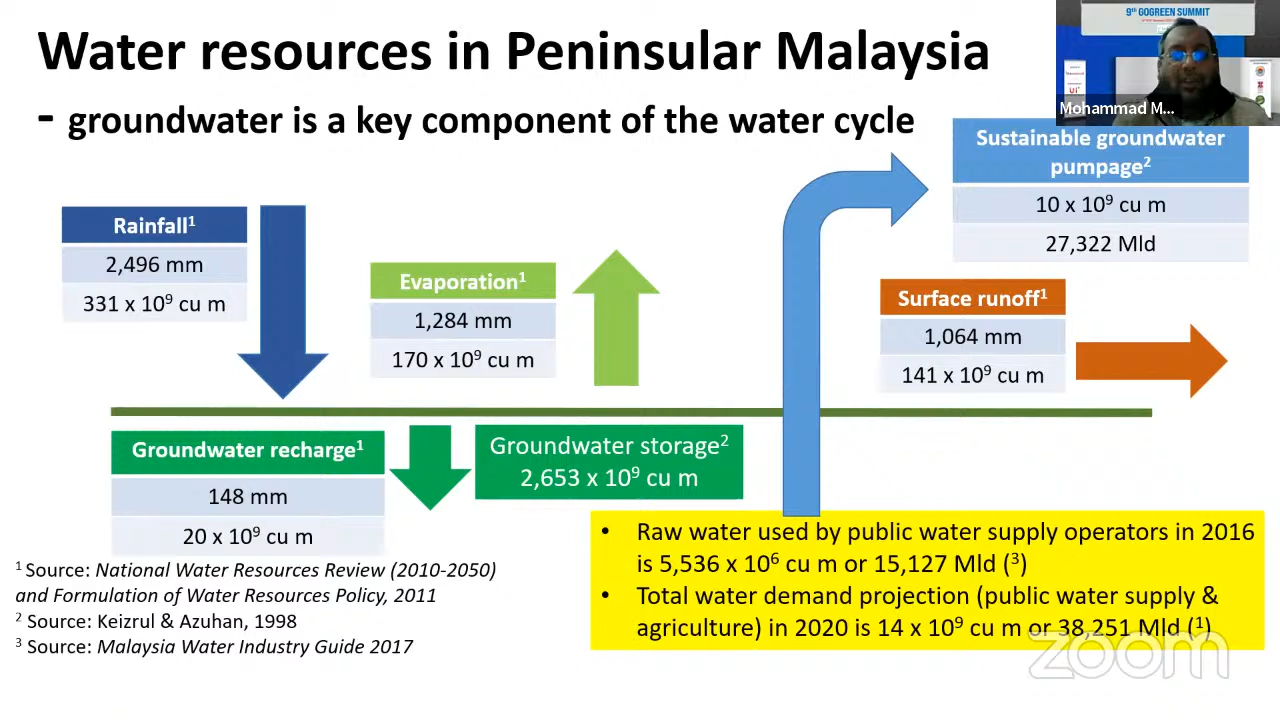 Water resources in Peninsular Malaysia
- groundwater is a key component of the water cycle
9th GOGREEN SUMMIT
Mohammad M...
Sustainable groundwater
pumpage²
10 x 10⁹ cu m
27,322 Mld
Rainfall¹
2,496 mm
331 x 10⁹ cu m
Evaporation¹
1,284 mm
170 x 10⁹ cu m
Surface runoff¹
1,064 mm
141 x 10⁹ cu m
Groundwater recharge¹
148 mm
20 x 10⁹ cu m
Groundwater storage²
2,653 x 10⁹ cu m
• Raw water used by public water supply operators in 2016
is 5,536 x 10⁶ cu m or 15,127 Mld (³)
• Total water demand projection (public water supply &
agriculture) in 2020 is 14 x 10⁹ cu m or 38,251 Mld (¹)
¹ Source: National Water Resources Review (2010-2050)
and Formulation of Water Resources Policy, 2011
² Source: Keizrul & Azuhan, 1998
³ Source: Malaysia Water Industry Guide 2017
zoom